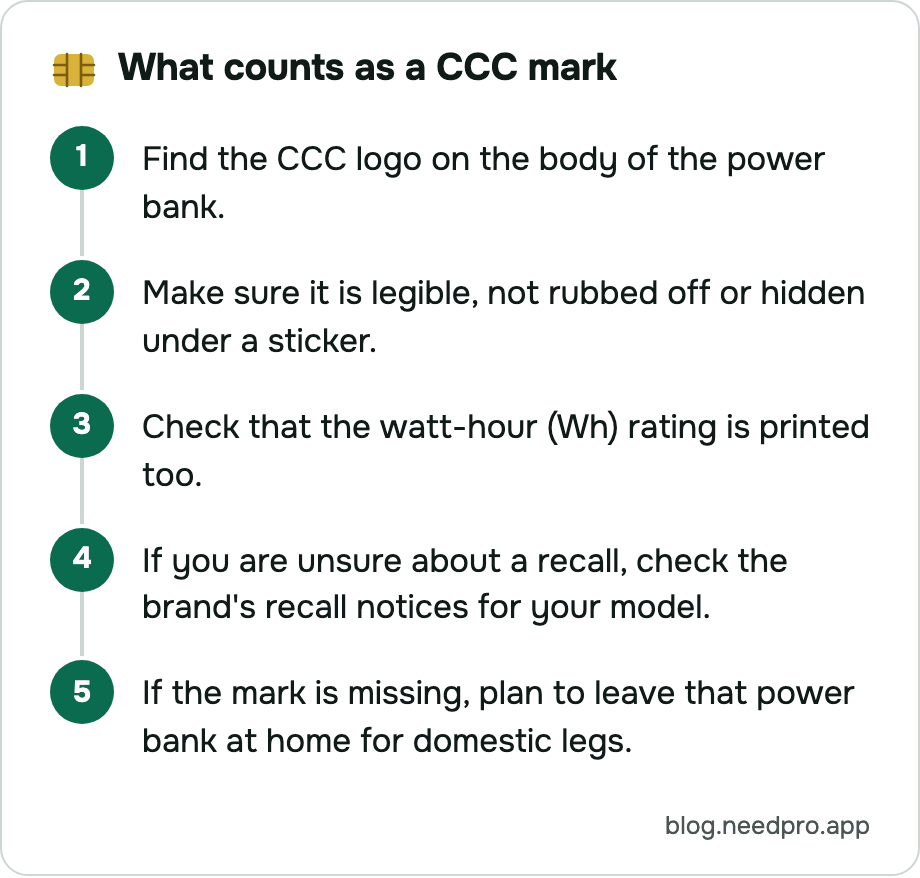 What counts as a CCC mark
1
Find the CCC logo on the body of the power
bank.
2
Make sure it is legible, not rubbed off or hidden
under a sticker.
3
Check that the watt-hour (Wh) rating is printed
too.
4
If you are unsure about a recall, check the
brand's recall notices for your model.
5
If the mark is missing, plan to leave that power
bank at home for domestic legs.
blog.needpro.app